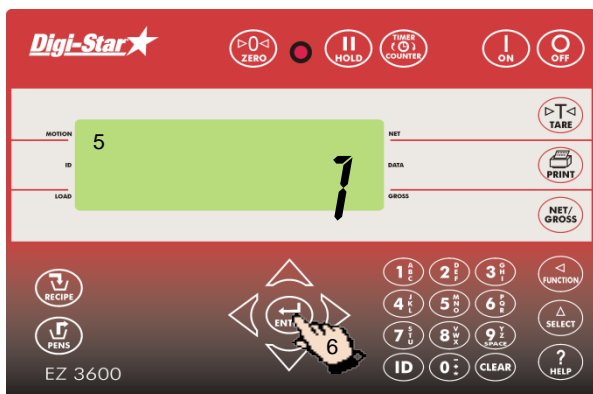 Digi-Star
0
ZERO
HOLD
TIMER
COUNTER
ON
OFF
T
TARE
PRINT
NET/
GROSS
MOTION
ID
LOAD
5
7
NET
DATA
GROSS
RECIPE
PENS
ENT
6
1 A B C
2 D E F
3 G H I
4 J K L
5 M N O
6 P Q R
7 S T U
8 V W X
9 Y Z SPACE
ID
0 - : *
CLEAR
FUNCTION
SELECT
?
HELP
EZ 3600